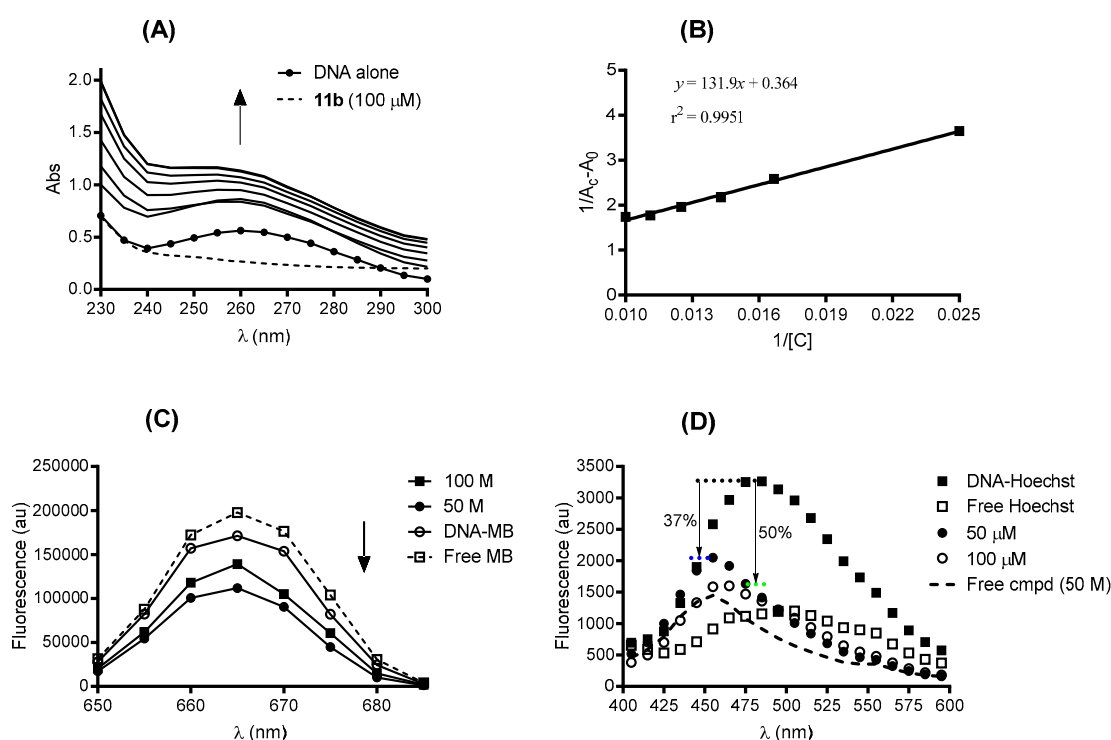 (A)
DNA alone
11b (100 μM)
2.0
1.5
1.0
0.5
0.0
Abs
230 240 250 260 270 280 290 300
λ (nm)
(B)
y = 131.9x + 0.364
r² = 0.9951
5
4
3
2
1
0
1/A_C-A_0
0.010 0.013 0.016 0.019 0.022 0.025
1/[C]
(C)
250000
200000
150000
100000
50000
0
Fluorescence (au)
100 M
50 M
DNA-MB
Free MB
650 660 670 680
λ (nm)
(D)
3500
3000
2500
2000
1500
1000
500
0
Fluorescence (au)
37%
50%
DNA-Hoechst
Free Hoechst
50 μM
100 μM
Free cmpd (50 M)
400 425 450 475 500 525 550 575 600
λ (nm)